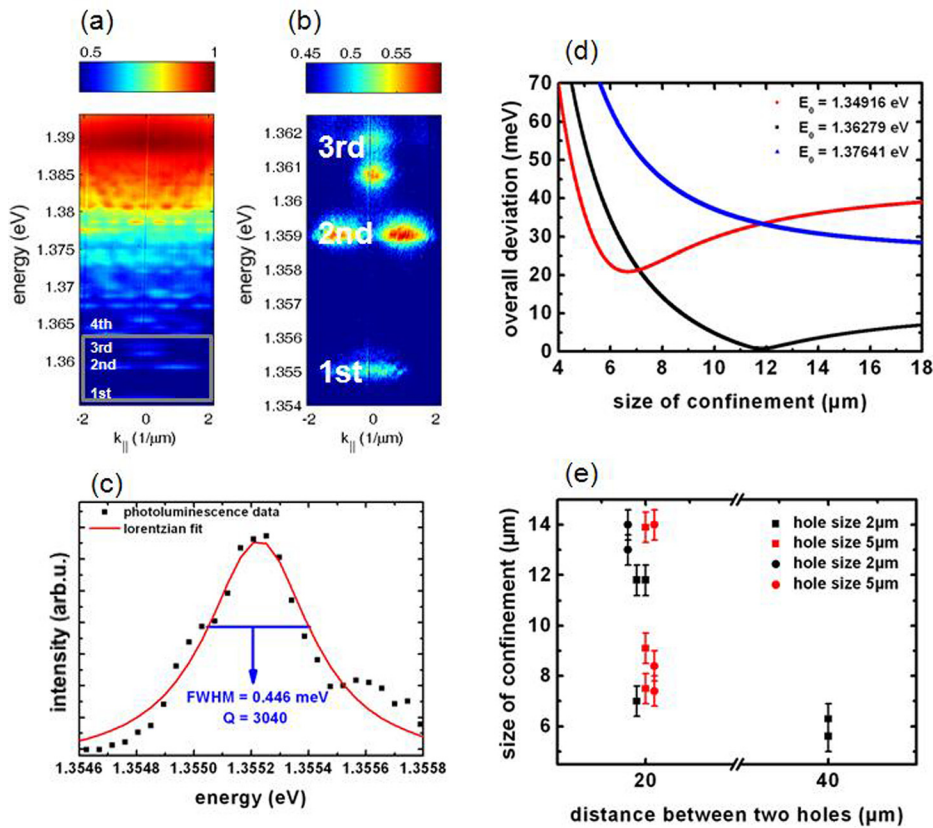 (a)
0.5 1
1.39
1.38
1.375
1.37
1.365
1.36
energy (eV)
4th
3rd
2nd
1st
-2 0 2
k|| (1/µm)
(b)
0.45 0.5 0.55
1.362
1.361
1.36
1.359
1.358
1.357
1.356
1.355
1.354
energy (eV)
3rd
2nd
1st
-2 0 2
k|| (1/µm)
(d)
70
60
50
40
30
20
10
0
overall deviation (meV)
E₀ = 1.34916 eV
E₀ = 1.36279 eV
E₀ = 1.37641 eV
4 6 8 10 12 14 16 18
size of confinement (µm)
(c)
photoluminescence data
lorentzian fit
intensity (arb.u.)
FWHM = 0.446 meV
Q = 3040
1.3546 1.3548 1.3550 1.3552 1.3554 1.3556 1.3558
energy (eV)
(e)
14
12
10
8
6
size of confinement (µm)
hole size 2µm
hole size 5µm
hole size 2µm
hole size 5µm
20 40
distance between two holes (µm)